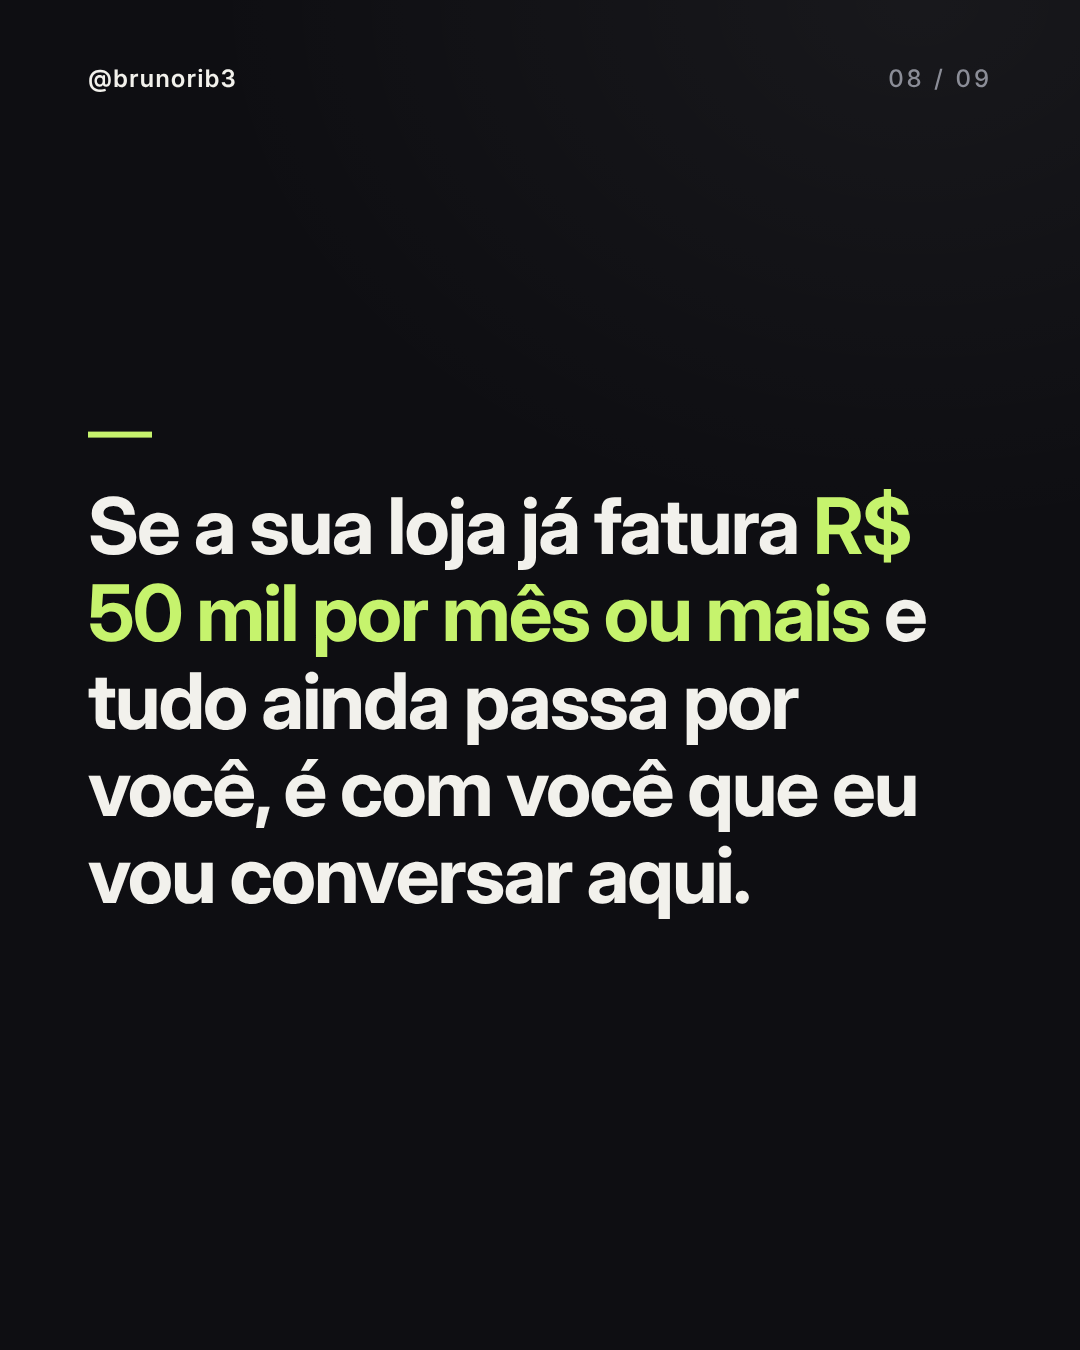 @brunorib3
08 / 09
Se a sua loja já fatura R$
50 mil por mês ou mais e
tudo ainda passa por
você, é com você que eu
vou conversar aqui.